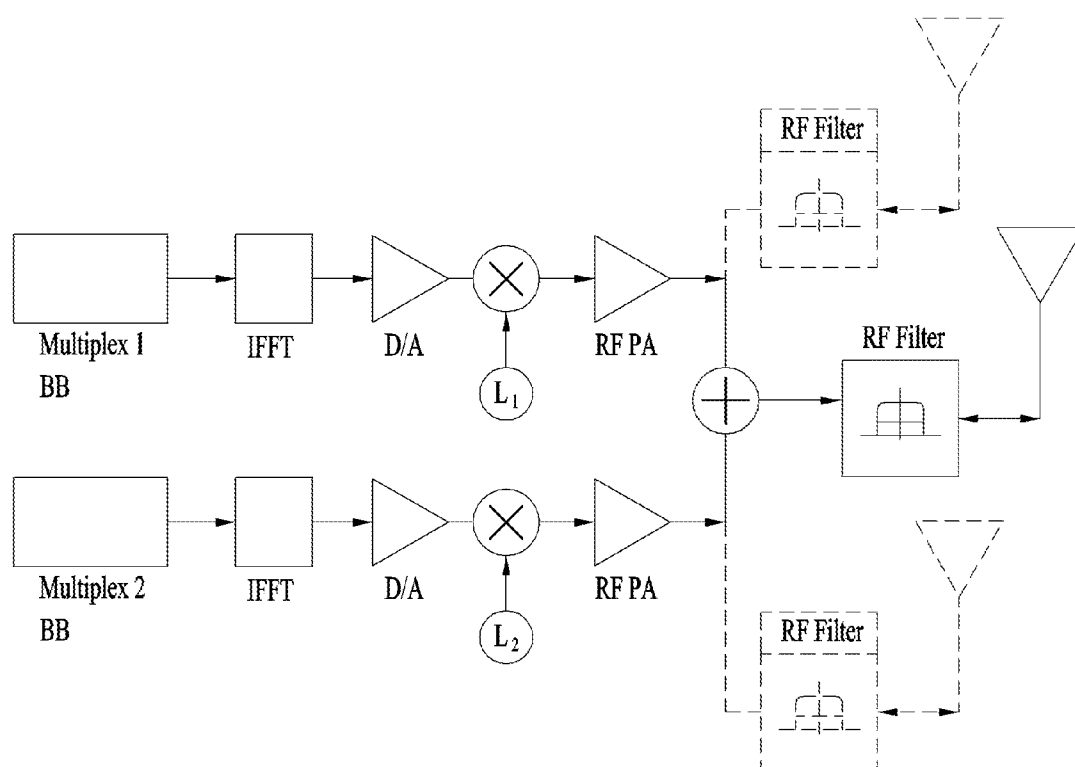 RF Filter
Multiplex 1
BB
IFFT
D/A
RF PA
L₁
RF Filter
Multiplex 2
BB
IFFT
D/A
RF PA
L₂
RF Filter